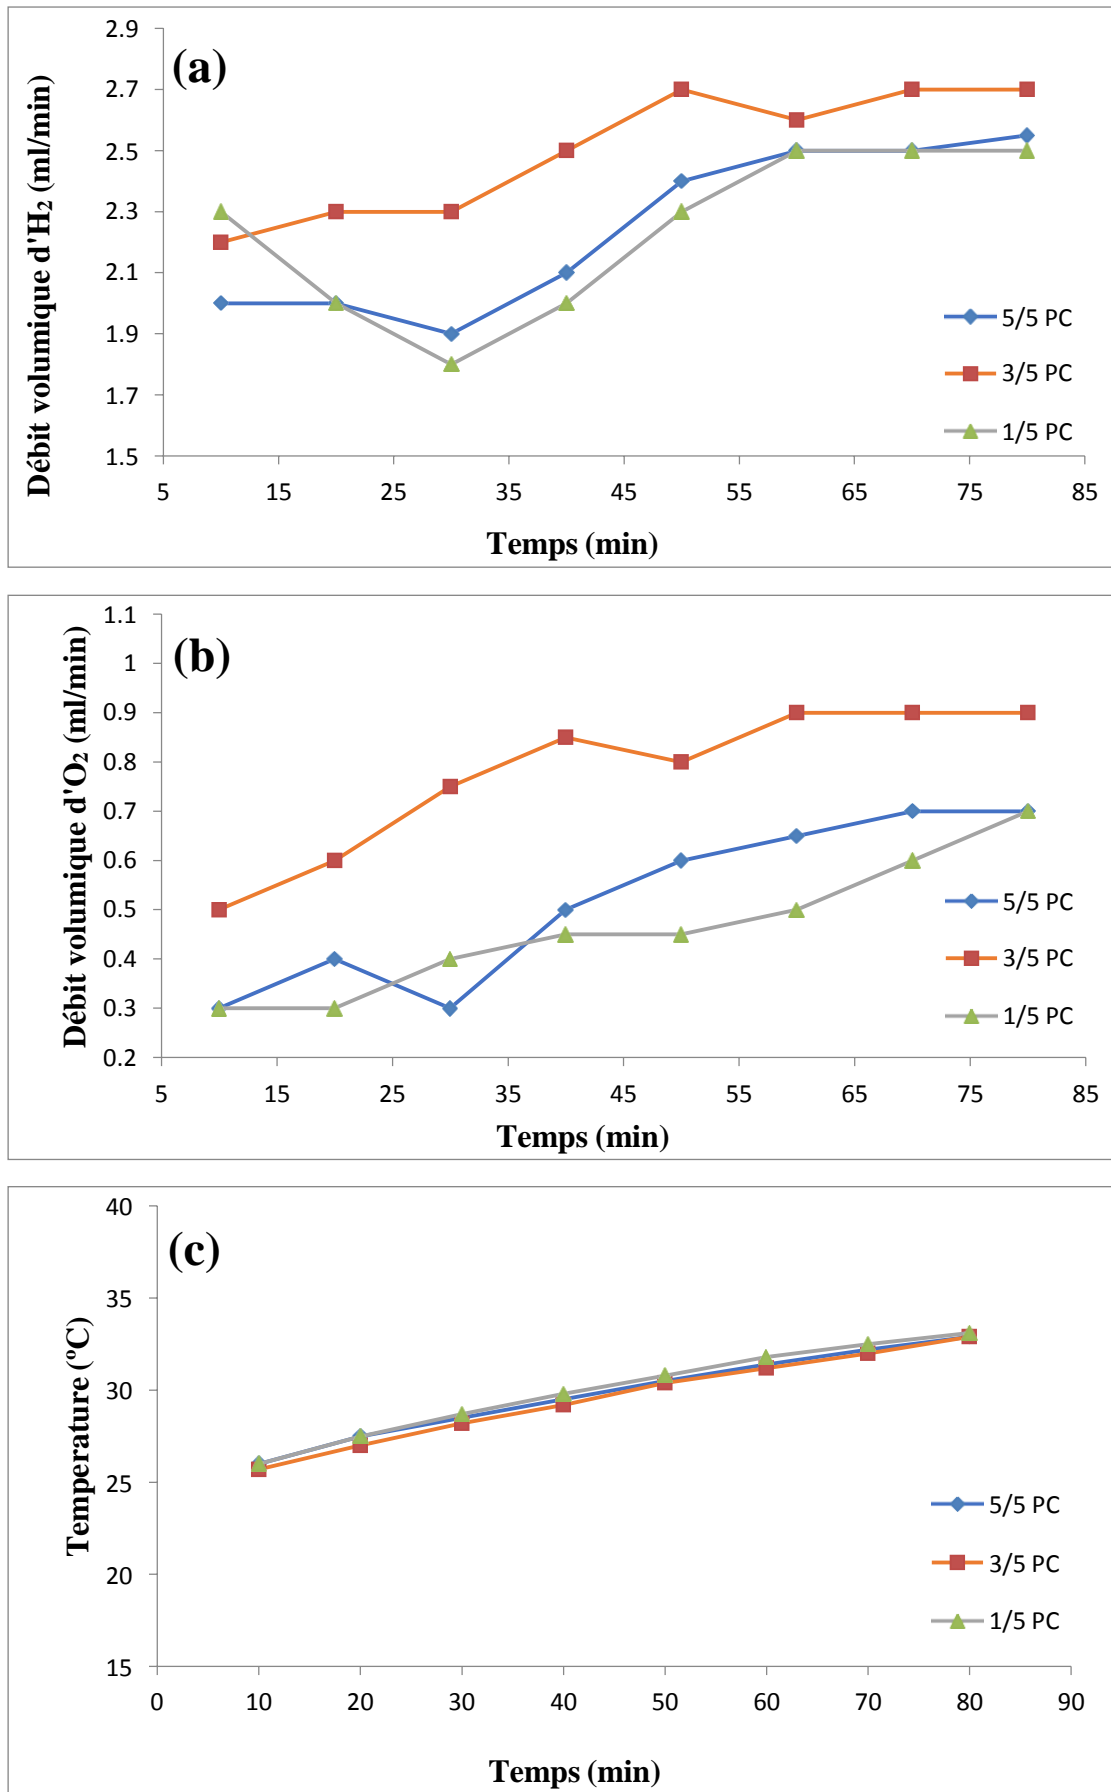 (a)
Débit volumique d'H₂ (ml/min)
2.9
2.7
2.5
2.3
2.1
1.9
1.7
1.5
5 15 25 35 45 55 65 75 85
Temps (min)
5/5 PC
3/5 PC
1/5 PC
(b)
Débit volumique d'O₂ (ml/min)
1.1
1
0.9
0.8
0.7
0.6
0.5
0.4
0.3
0.2
5 15 25 35 45 55 65 75 85
Temps (min)
5/5 PC
3/5 PC
1/5 PC
(c)
Temperature (°C)
40
35
30
25
20
15
0 10 20 30 40 50 60 70 80 90
Temps (min)
5/5 PC
3/5 PC
1/5 PC